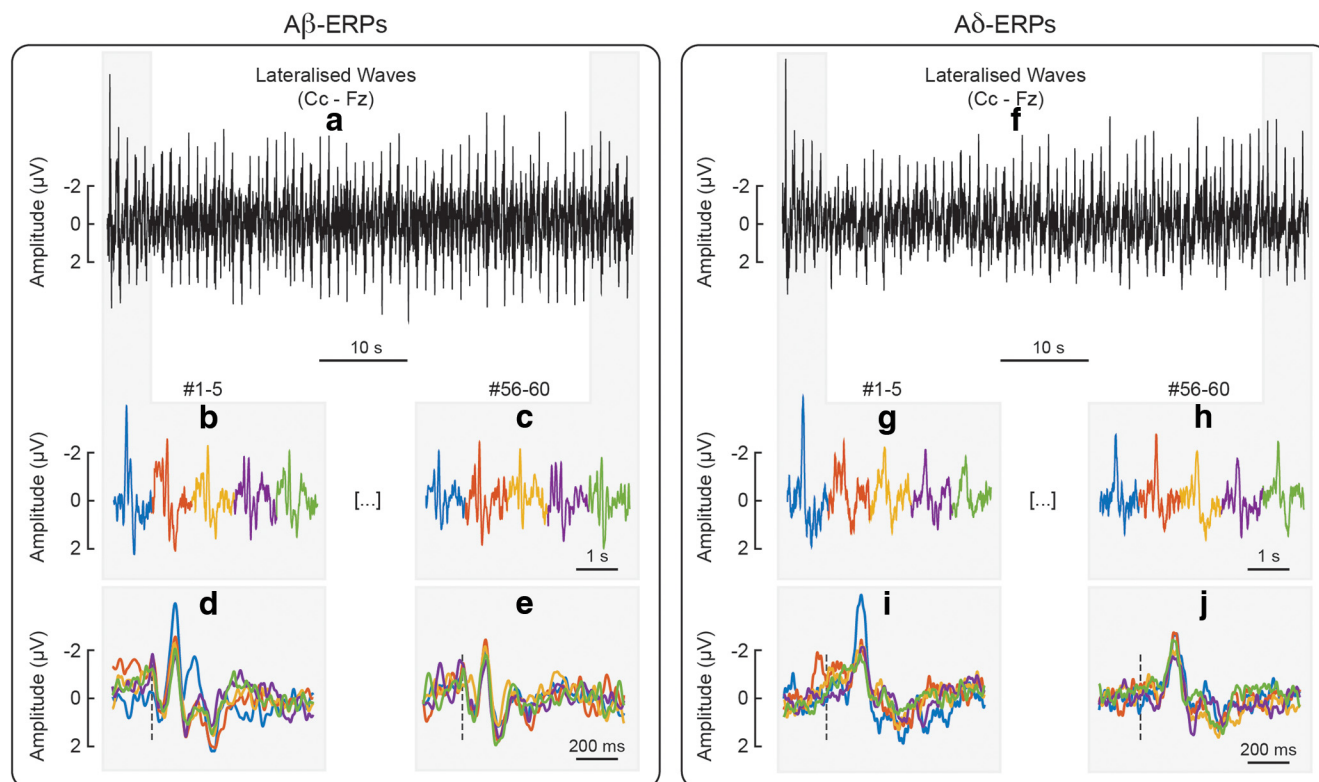 Aβ-ERPs
Lateralised Waves
(Cc - Fz)
a
Amplitude (µV)
-2
0
2
10 s
#1-5
#56-60
b
c
Amplitude (µV)
-2
0
2
[...]
1 s
d
e
Amplitude (µV)
-2
0
2
200 ms
Aδ-ERPs
Lateralised Waves
(Cc - Fz)
f
Amplitude (µV)
-2
0
2
10 s
#1-5
#56-60
g
h
Amplitude (µV)
-2
0
2
[...]
1 s
i
j
Amplitude (µV)
-2
0
2
200 ms